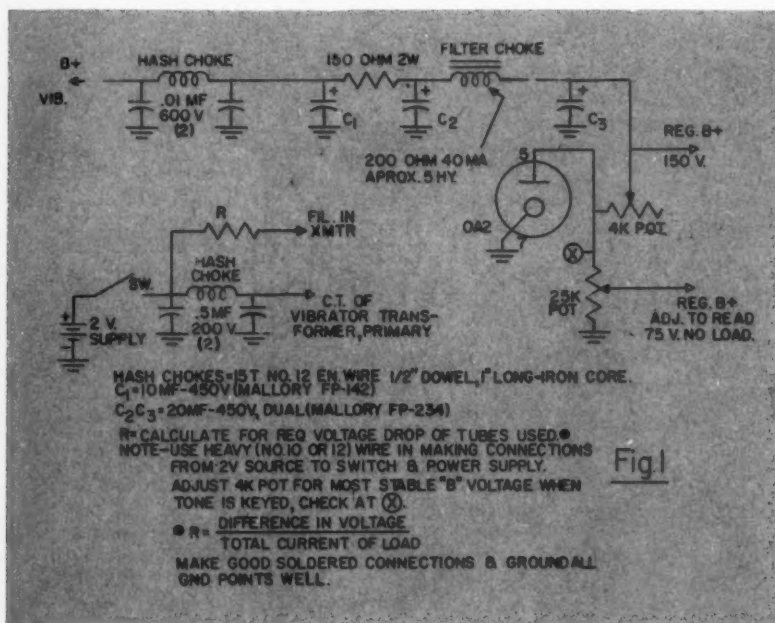 B+
VIB.
HASH CHOKE
.01 MF
600 V
(2)
150 OHM 2W
FILTER CHOKE
+
C1
+
C2
+
C3
200 OHM 40 MA
APROX. 5 HY.
5
OA2
7
REG. B+
150 V.
4K POT.
X
25K
POT
REG. B+
ADJ. TO READ
75 V. NO LOAD.
R
FIL. IN
XMTR
HASH
CHOKE
SW.
.5 MF
200 V.
(2)
C.T. OF
VIBRATOR TRANS-
FORMER, PRIMARY
+
2 V.
SUPPLY
HASH CHOKES=15T NO. 12 EN. WIRE 1/2" DOWEL, 1" LONG-IRON CORE.
C1=10MF-450V (MALLORY FP-142)
C2C3=20MF-450V, DUAL (MALLORY FP-234)
R=CALCULATE FOR REQ VOLTAGE DROP OF TUBES USED.●
NOTE-USE HEAVY (NO. 10 OR 12) WIRE IN MAKING CONNECTIONS
FROM 2V SOURCE TO SWITCH & POWER SUPPLY.
ADJUST 4K POT FOR MOST STABLE "B" VOLTAGE WHEN
TONE IS KEYED, CHECK AT X.
● R= DIFFERENCE IN VOLTAGE
TOTAL CURRENT OF LOAD
MAKE GOOD SOLDERED CONNECTIONS & GROUND ALL
GND POINTS WELL.
Fig. 1